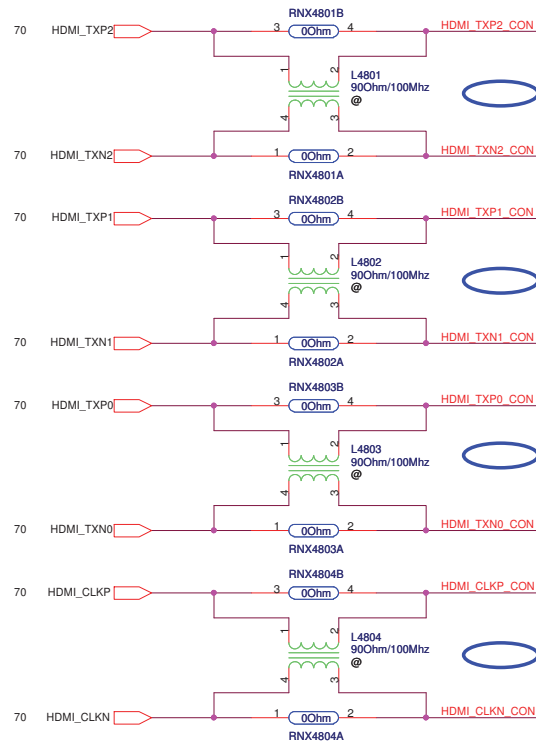 RNX4801B
70 HDMI_TXP2 3 0Ohm 4 HDMI_TXP2_CON
1 2
L4801
90Ohm/100Mhz
@
4 3
70 HDMI_TXN2 1 0Ohm 2 HDMI_TXN2_CON
RNX4801A
RNX4802B
70 HDMI_TXP1 3 0Ohm 4 HDMI_TXP1_CON
1 2
L4802
90Ohm/100Mhz
@
4 3
70 HDMI_TXN1 1 0Ohm 2 HDMI_TXN1_CON
RNX4802A
RNX4803B
70 HDMI_TXP0 3 0Ohm 4 HDMI_TXP0_CON
1 2
L4803
90Ohm/100Mhz
@
4 3
70 HDMI_TXN0 1 0Ohm 2 HDMI_TXN0_CON
RNX4803A
RNX4804B
70 HDMI_CLKP 3 0Ohm 4 HDMI_CLKP_CON
1 2
L4804
90Ohm/100Mhz
@
4 3
70 HDMI_CLKN 1 0Ohm 2 HDMI_CLKN_CON
RNX4804A